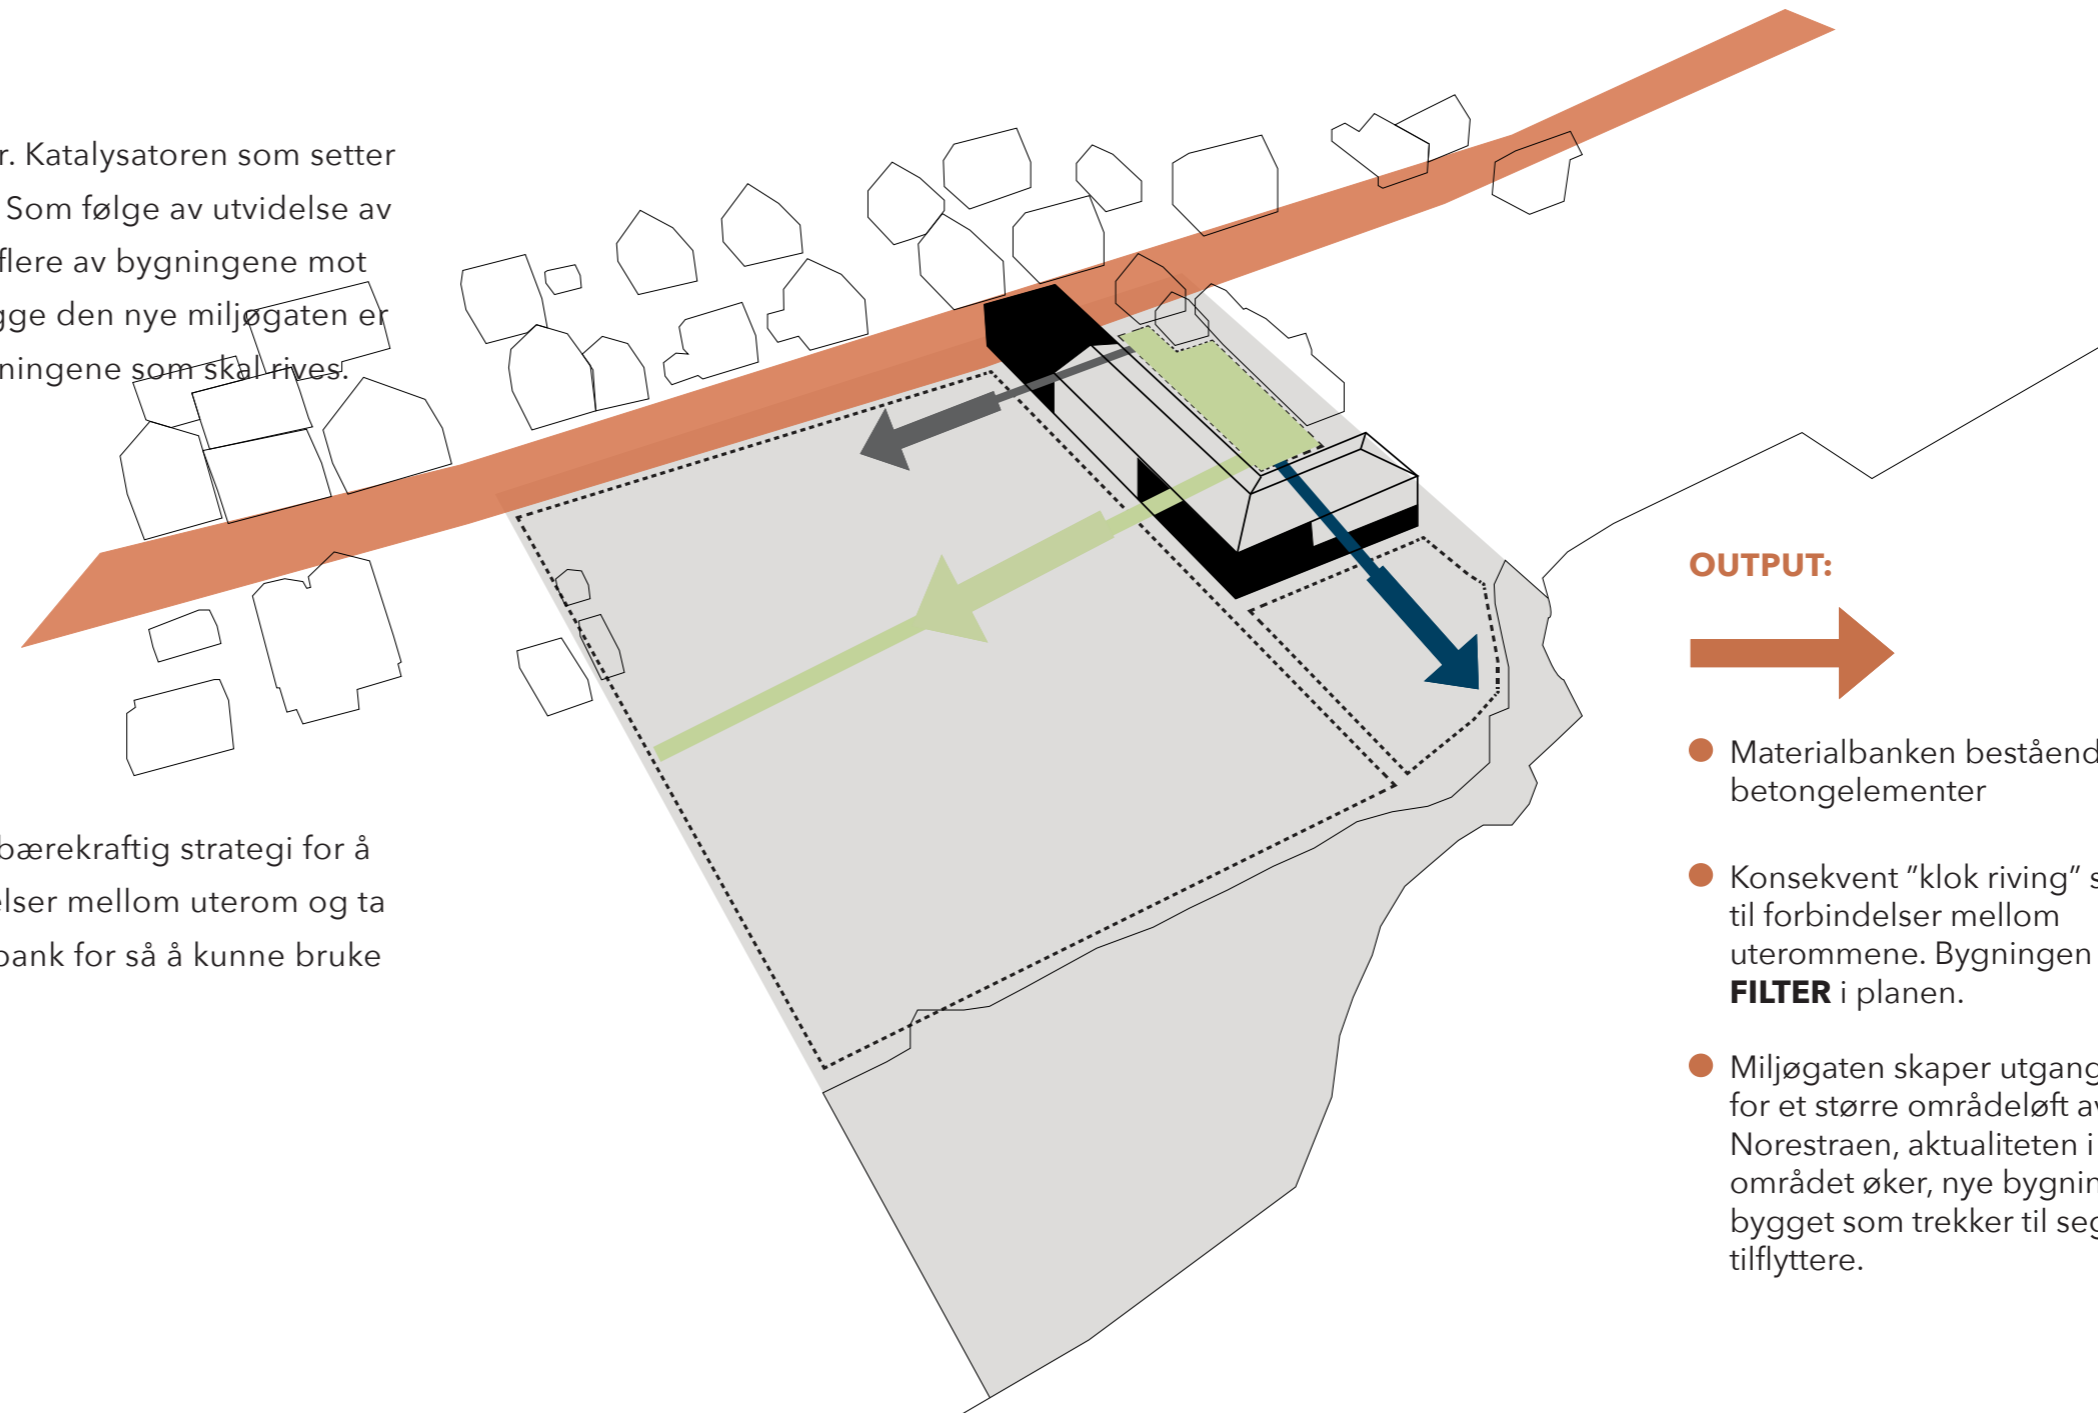 r. Katalysatoren som setter
Som følge av utvidelse av
flere av bygningene mot
gge den nye miljøgaten er
ningene som skal rives.
bærekraftig strategi for å
elser mellom uterom og ta
bank for så å kunne bruke
OUTPUT:
Materialbanken beståend
betongelementer
Konsekvent "klok riving" s
til forbindelser mellom
uterommene. Bygningen
FILTER i planen.
Miljøgaten skaper utgang
for et større områdeløft av
Norestraen, aktualiteten i
området øker, nye bygnin
bygget som trekker til seg
tilflyttere.